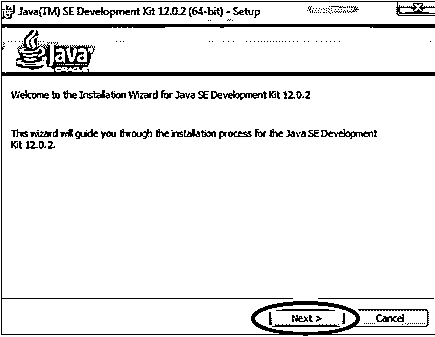 Java(TM) SE Development Kit 12.0.2 (64-bit) - Setup
Java
Welcome to the Installation Wizard for Java SE Development Kit 12.0.2
This wizard will guide you through the installation process for the Java SE Development
Kit 12.0.2.
Next >
Cancel